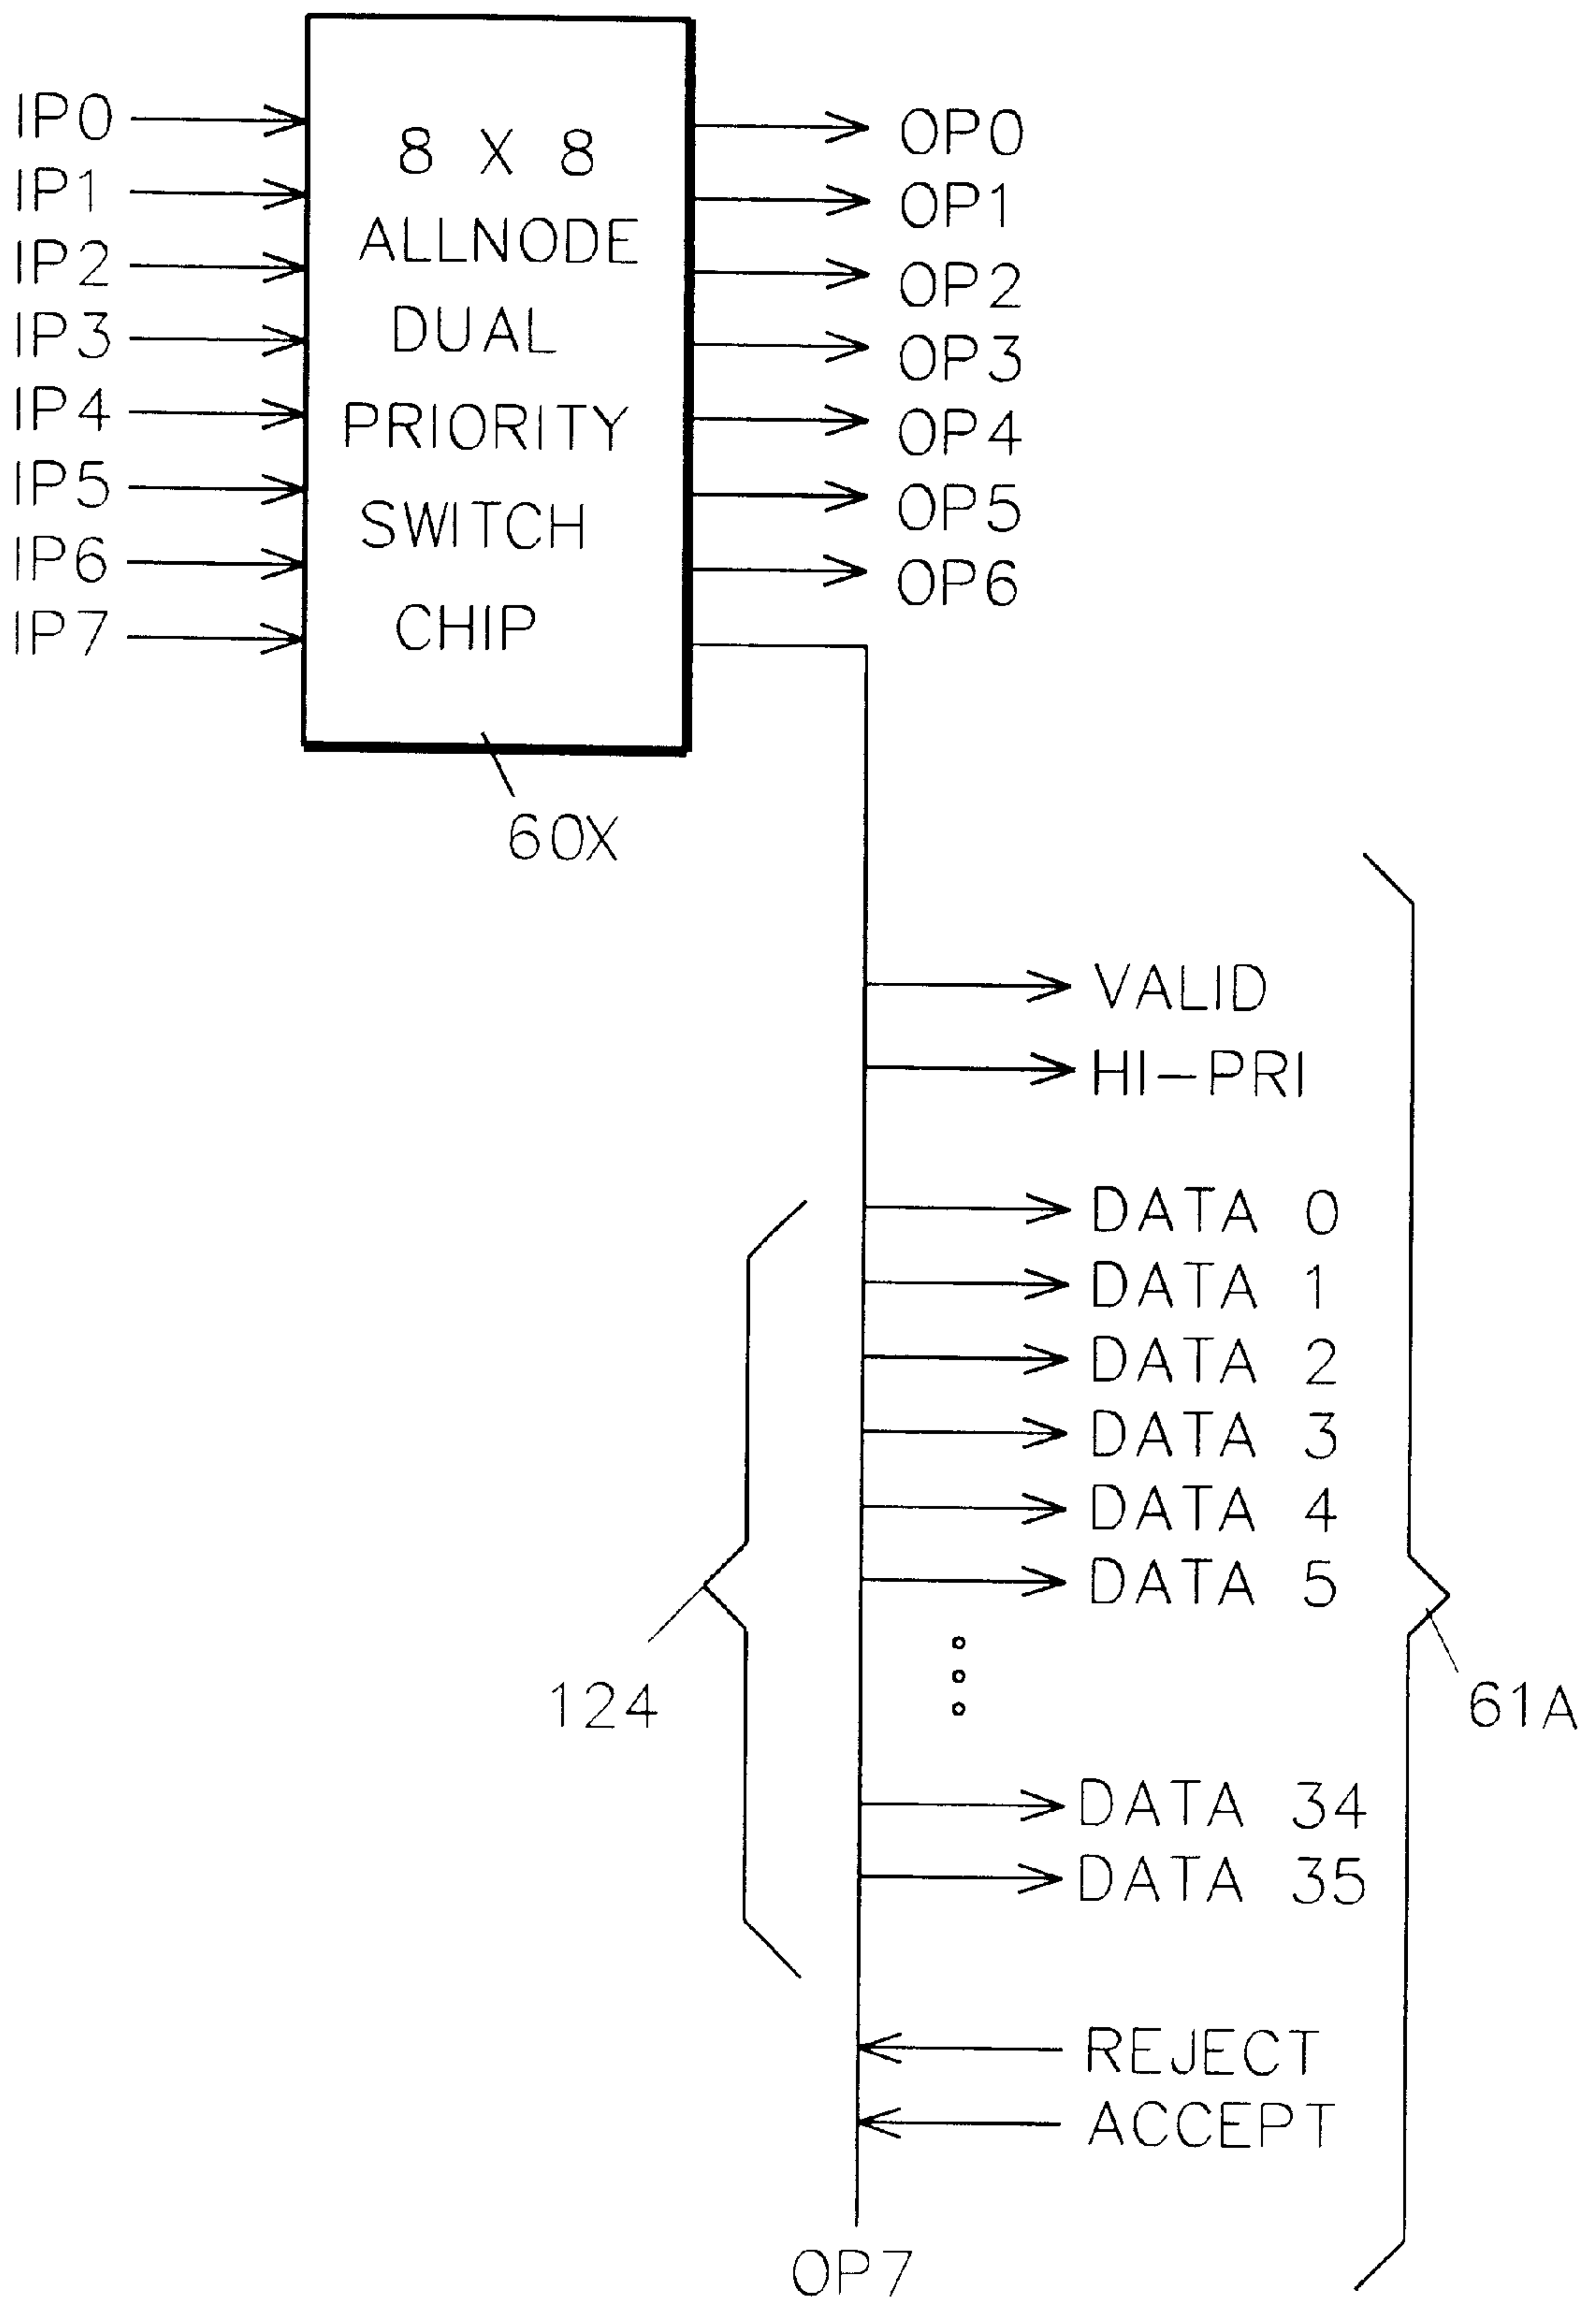 IP0
IP1
IP2
IP3
IP4
IP5
IP6
IP7
8 X 8
ALLNODE
DUAL
PRIORITY
SWITCH
CHIP
60X
OP0
OP1
OP2
OP3
OP4
OP5
OP6
VALID
HI-PRI
DATA 0
DATA 1
DATA 2
DATA 3
DATA 4
DATA 5
124
61A
DATA 34
DATA 35
REJECT
ACCEPT
OP7